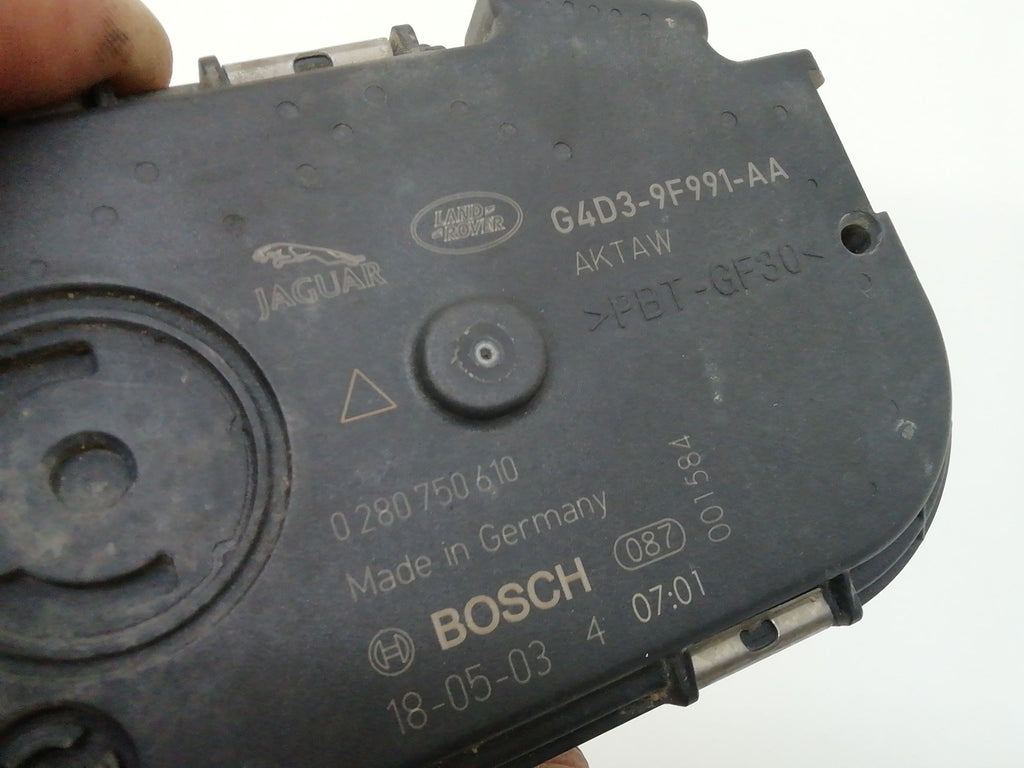 JAGUAR
LAND-
-ROVER
G4D3-9F991-AA
AKTAW
>PBT-GF30<
0 280 750 610
Made in Germany
BOSCH 087
001584
18-05-03 4 07:01